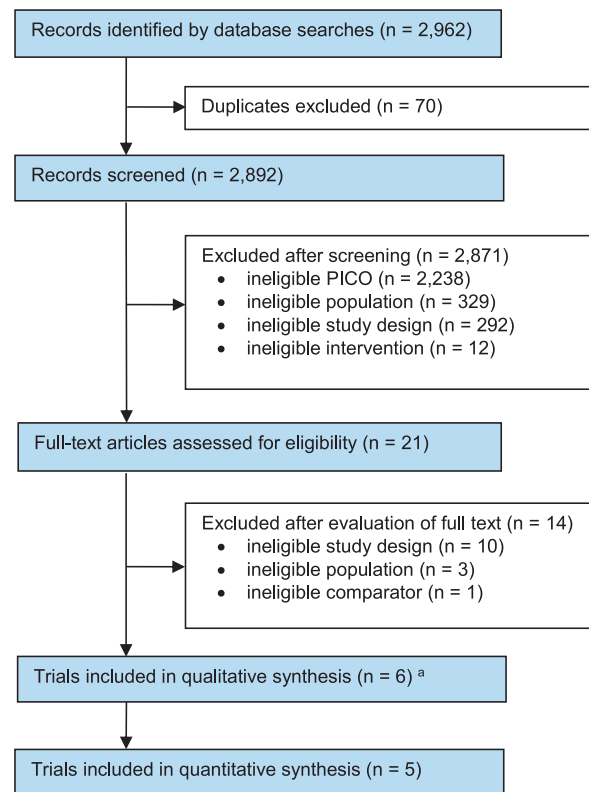 Records identified by database searches (n = 2,962)
Duplicates excluded (n = 70)
Records screened (n = 2,892)
Excluded after screening (n = 2,871)
• ineligible PICO (n = 2,238)
• ineligible population (n = 329)
• ineligible study design (n = 292)
• ineligible intervention (n = 12)
Full-text articles assessed for eligibility (n = 21)
Excluded after evaluation of full text (n = 14)
• ineligible study design (n = 10)
• ineligible population (n = 3)
• ineligible comparator (n = 1)
Trials included in qualitative synthesis (n = 6) a
Trials included in quantitative synthesis (n = 5)